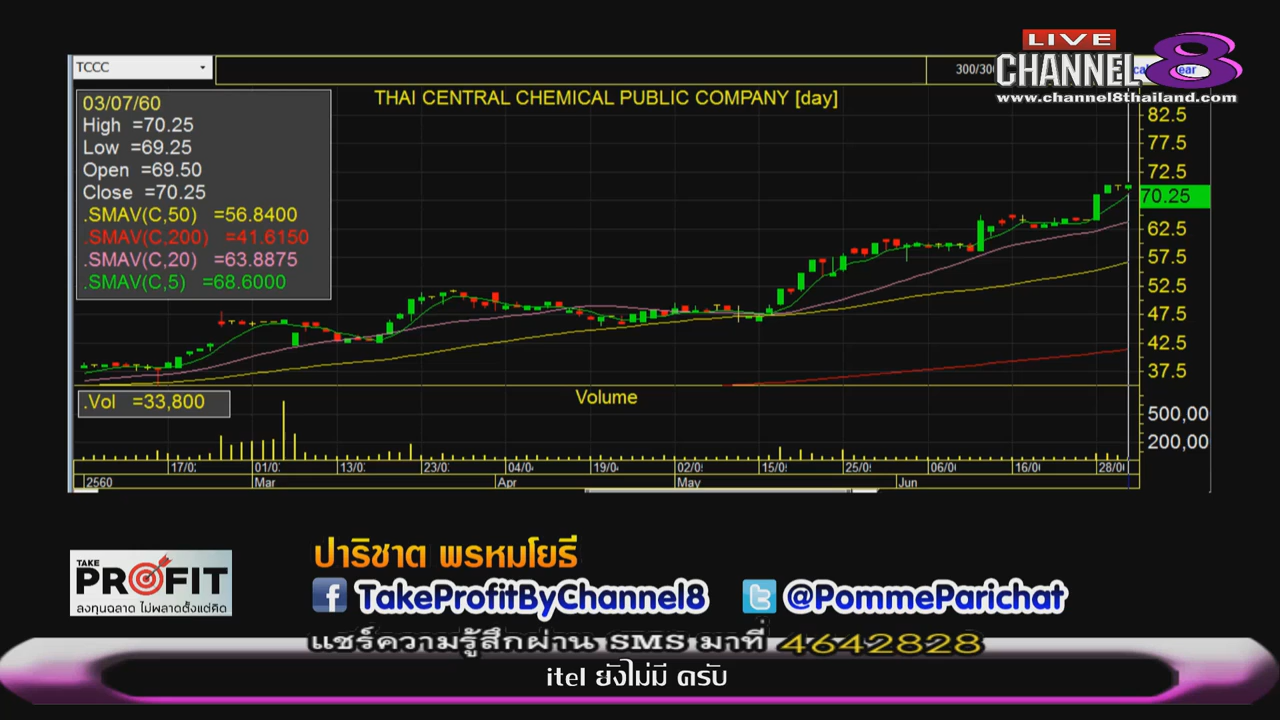 LIVE
CHANNEL 8
www.channel8thailand.com
TCCC
300/300
THAI CENTRAL CHEMICAL PUBLIC COMPANY [day]
03/07/60
High =70.25
Low =69.25
Open =69.50
Close =70.25
.SMAV(C,50) =56.8400
.SMAV(C,200) =41.6150
.SMAV(C,20) =63.8875
.SMAV(C,5) =68.6000
82.5
77.5
72.5
70.25
62.5
57.5
52.5
47.5
42.5
37.5
.Vol =33,800
Volume
500,00
200,00
17/0 01/0 13/0 23/0 04/0 19/0 02/0 15/0 25/0 06/0 16/0 28/0
2560 Mar Apr May Jun
TAKE
PROFIT
ลงทุนฉลาด ไม่พลาดตั้งแต่คิด
ปาริชาต พรหมโยธี
TakeProfitByChannel8 @PommeParichat
แชร์ความรู้สึกผ่าน SMS มาที่ 4642828
itel ยังไม่มี ครับ